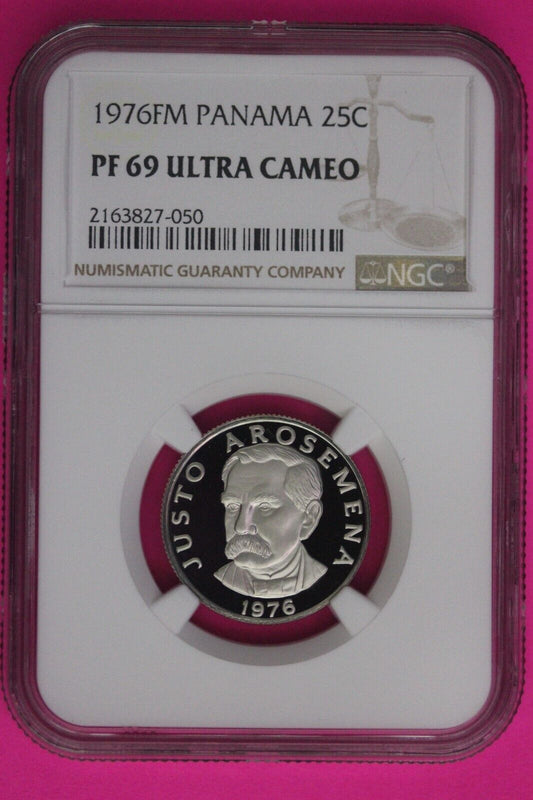 1976FM PANAMA 25C
PF 69 ULTRA CAMEO
2163827-050
NUMISMATIC GUARANTY COMPANY
NGC®
JUSTO AROSEMENA
1976